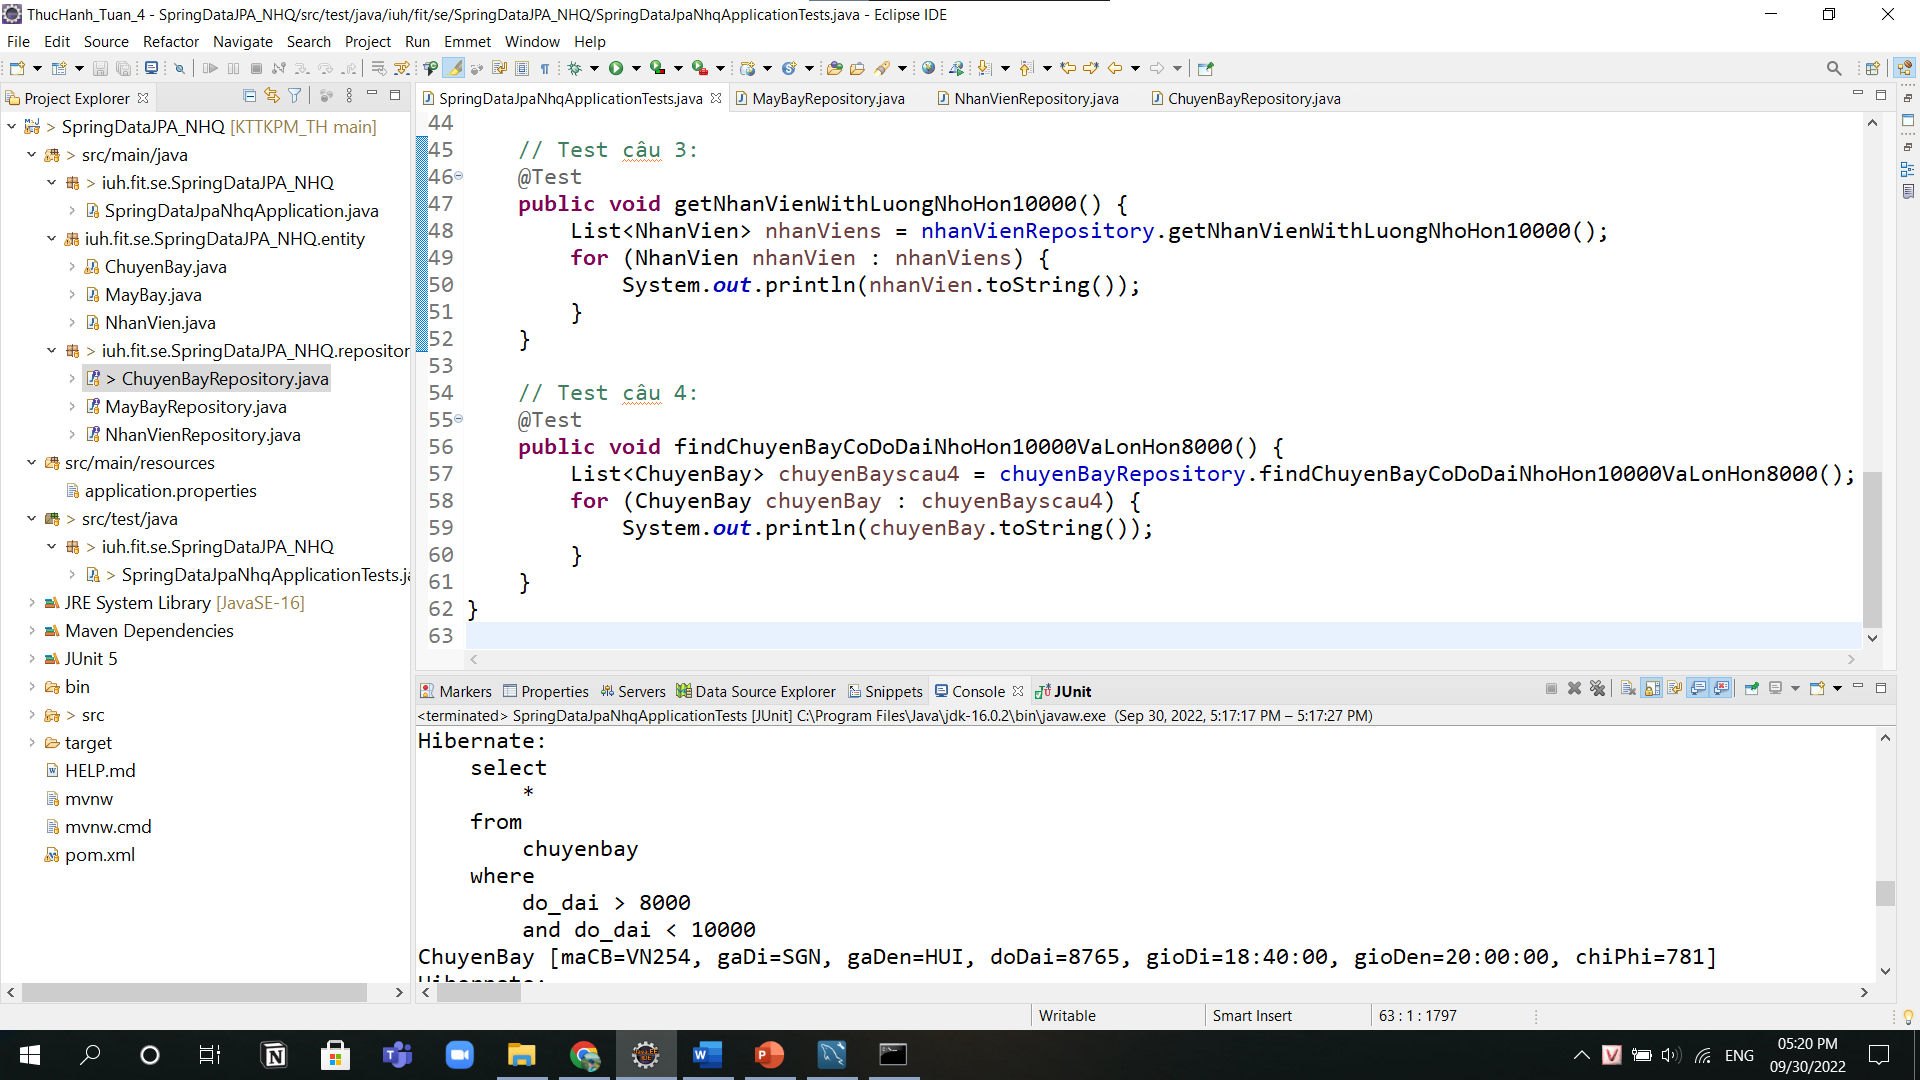 ThucHanh_Tuan_4 - SpringDataJPA_NHQ/src/test/java/iuh/fit/se/SpringDataJPA_NHQ/SpringDataJpaNhqApplicationTests.java - Eclipse IDE
File Edit Source Refactor Navigate Search Project Run Emmet Window Help
Project Explorer
> SpringDataJPA_NHQ [KTTKPM_TH main]
> src/main/java
> iuh.fit.se.SpringDataJPA_NHQ
SpringDataJpaNhqApplication.java
iuh.fit.se.SpringDataJPA_NHQ.entity
ChuyenBay.java
MayBay.java
NhanVien.java
> iuh.fit.se.SpringDataJPA_NHQ.repositor
> ChuyenBayRepository.java
MayBayRepository.java
NhanVienRepository.java
src/main/resources
application.properties
> src/test/java
> iuh.fit.se.SpringDataJPA_NHQ
> SpringDataJpaNhqApplicationTests.ja
JRE System Library [JavaSE-16]
Maven Dependencies
JUnit 5
bin
> src
target
HELP.md
mvnw
mvnw.cmd
pom.xml
SpringDataJpaNhqApplicationTests.java MayBayRepository.java NhanVienRepository.java ChuyenBayRepository.java
44
45 // Test câu 3:
46 @Test
47 public void getNhanVienWithLuongNhoHon10000() {
48 List<NhanVien> nhanViens = nhanVienRepository.getNhanVienWithLuongNhoHon10000();
49 for (NhanVien nhanVien : nhanViens) {
50 System.out.println(nhanVien.toString());
51 }
52 }
53
54 // Test câu 4:
55 @Test
56 public void findChuyenBayCoDoDaiNhoHon10000VaLonHon8000() {
57 List<ChuyenBay> chuyenBayscau4 = chuyenBayRepository.findChuyenBayCoDoDaiNhoHon10000VaLonHon8000();
58 for (ChuyenBay chuyenBay : chuyenBayscau4) {
59 System.out.println(chuyenBay.toString());
60 }
61 }
62 }
63
Markers Properties Servers Data Source Explorer Snippets Console JUnit
<terminated> SpringDataJpaNhqApplicationTests [JUnit] C:\Program Files\Java\jdk-16.0.2\bin\javaw.exe (Sep 30, 2022, 5:17:17 PM – 5:17:27 PM)
Hibernate:
select
*
from
chuyenbay
where
do_dai > 8000
and do_dai < 10000
ChuyenBay [maCB=VN254, gaDi=SGN, gaDen=HUI, doDai=8765, gioDi=18:40:00, gioDen=20:00:00, chiPhi=781]
Hibernate:
Writable Smart Insert 63 : 1 : 1797
ENG
05:20 PM
09/30/2022